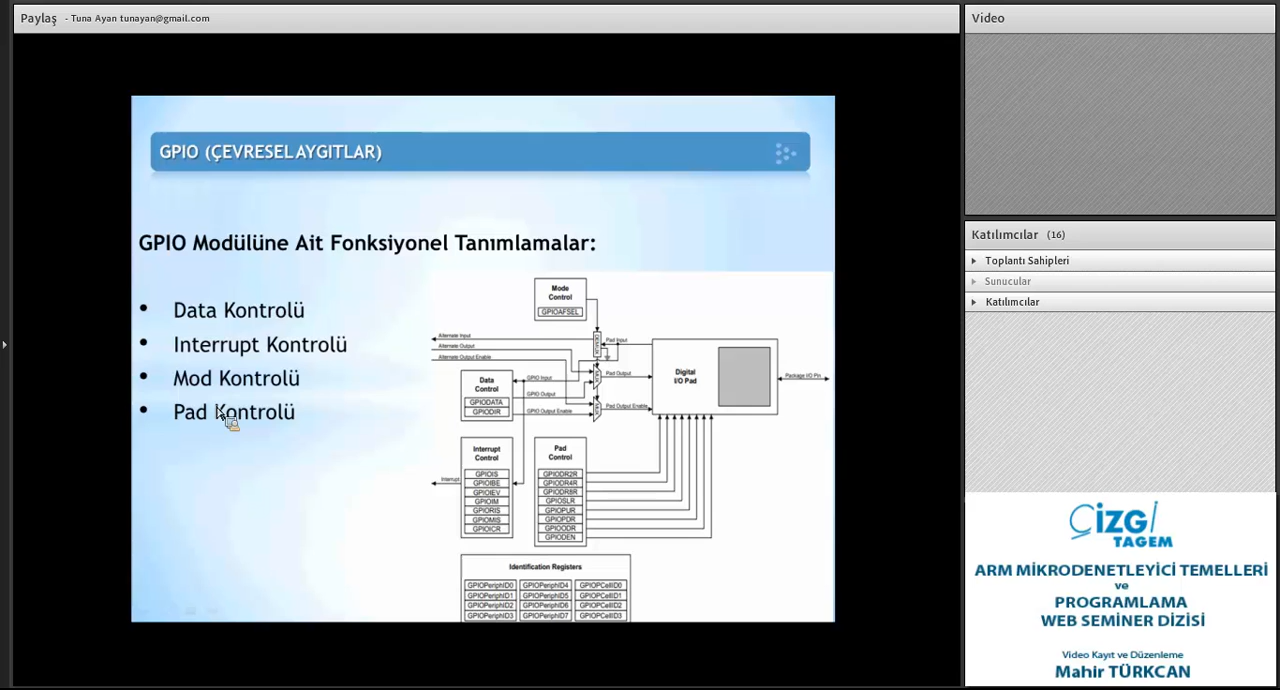 Paylaş - Tuna Ayan tunayan@gmail.com
Video
GPIO (ÇEVRESEL AYGITLAR)
GPIO Modülüne Ait Fonksiyonel Tanımlamalar:
• Data Kontrolü
• Interrupt Kontrolü
• Mod Kontrolü
• Pad Kontrolü
Mode
Control
GPIOAFSEL
Alternate Input
Alternate Output
Alternate Output Enable
DEMUX
Pad Input
Data
Control
GPIODATA
GPIODIR
GPIO Input
GPIO Output
GPIO Output Enable
MUX
Pad Output
MUX
Pad Output Enable
Digital
I/O Pad
Package I/O Pin
Interrupt
Control
GPIOIS
GPIOIBE
GPIOIEV
GPIOIM
GPIORIS
GPIOMIS
GPIOICR
Interrupt
Pad
Control
GPIODR2R
GPIODR4R
GPIODR8R
GPIOSLR
GPIOPUR
GPIOPDR
GPIOODR
GPIODEN
Identification Registers
GPIOPeriphID0 GPIOPeriphID4 GPIOPCellID0
GPIOPeriphID1 GPIOPeriphID5 GPIOPCellID1
GPIOPeriphID2 GPIOPeriphID6 GPIOPCellID2
GPIOPeriphID3 GPIOPeriphID7 GPIOPCellID3
Katılımcılar (16)
Toplantı Sahipleri
Sunucular
Katılımcılar
ÇİZGİ
TAGEM
ARM MİKRODENETLEYİCİ TEMELLERİ
ve
PROGRAMLAMA
WEB SEMİNER DİZİSİ
Video Kayıt ve Düzenleme
Mahir TÜRKCAN